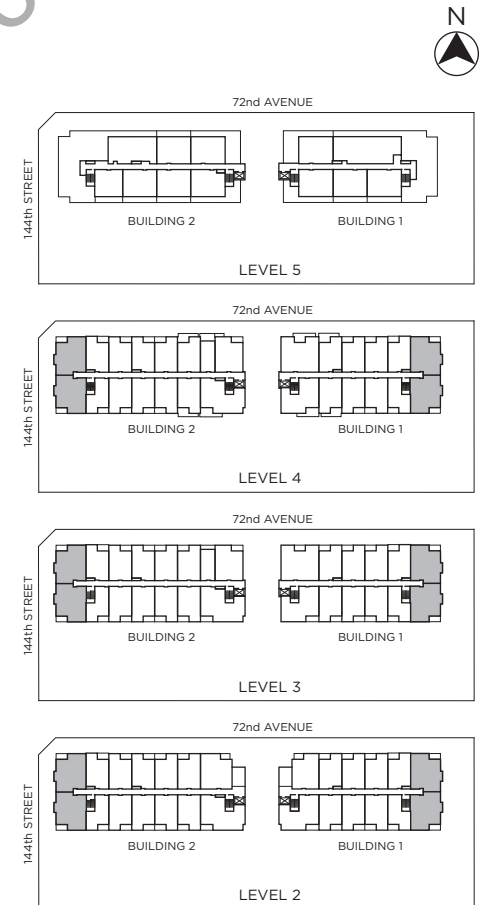 N
72nd AVENUE
144th STREET
BUILDING 2
BUILDING 1
LEVEL 5
72nd AVENUE
144th STREET
BUILDING 2
BUILDING 1
LEVEL 4
72nd AVENUE
144th STREET
BUILDING 2
BUILDING 1
LEVEL 3
72nd AVENUE
144th STREET
BUILDING 2
BUILDING 1
LEVEL 2